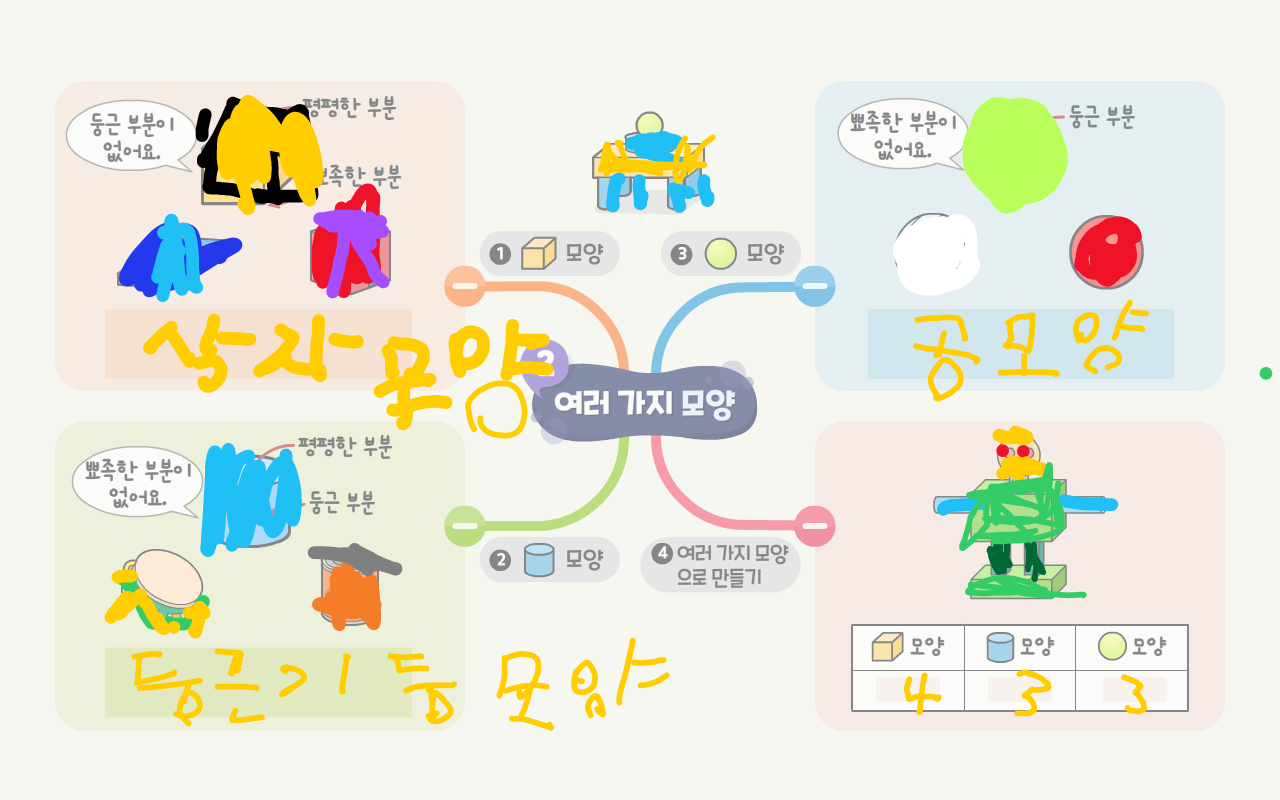 둥근 부분이
없어요.
평평한 부분
뾰족한 부분
삭자 모양
1 모양
3 모양
뾰족한 부분이
없어요.
둥근 부분
공 모양
여러 가지 모양
뾰족한 부분이
없어요.
평평한 부분
둥근 부분
둥근기둥 모양
2 모양
4 여러 가지 모양
으로 만들기
모양 모양 모양
4 3 3